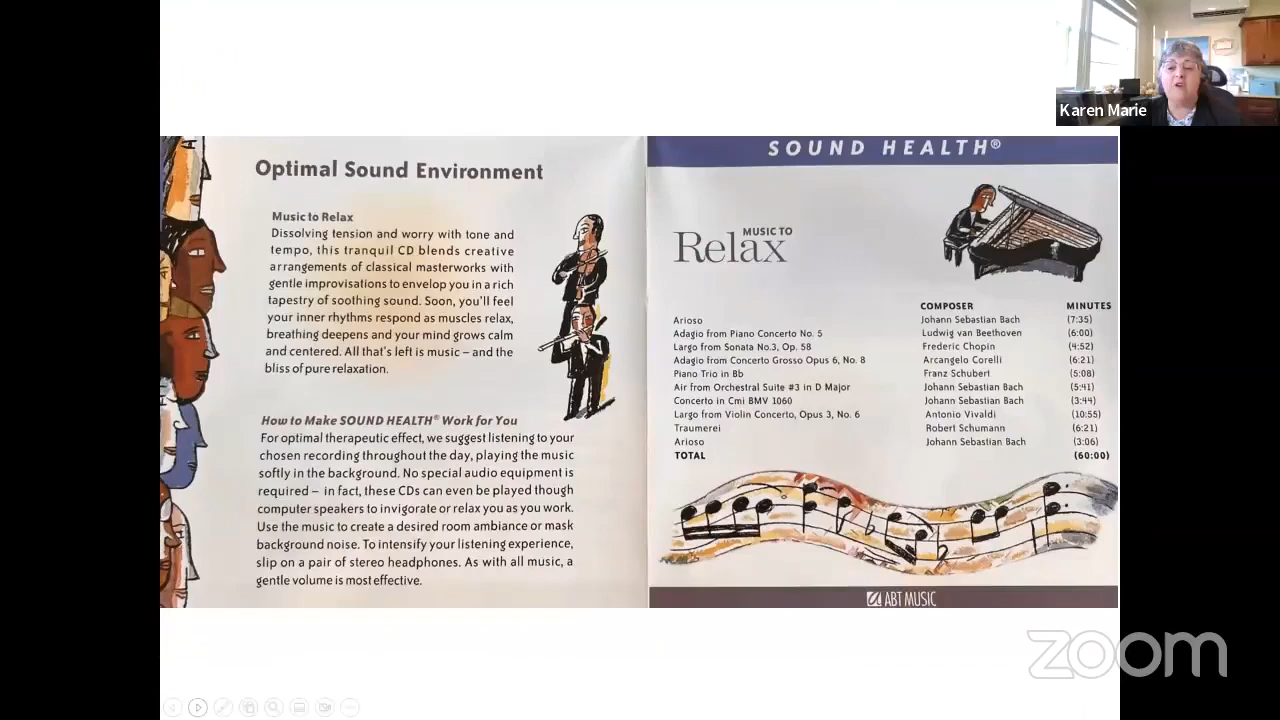 Karen Marie
Optimal Sound Environment
Music to Relax
Dissolving tension and worry with tone and
tempo, this tranquil CD blends creative
arrangements of classical masterworks with
gentle improvisations to envelop you in a rich
tapestry of soothing sound. Soon, you'll feel
your inner rhythms respond as muscles relax,
breathing deepens and your mind grows calm
and centered. All that's left is music – and the
bliss of pure relaxation.
How to Make SOUND HEALTH® Work for You
For optimal therapeutic effect, we suggest listening to your
chosen recording throughout the day, playing the music
softly in the background. No special audio equipment is
required – in fact, these CDs can even be played though
computer speakers to invigorate or relax you as you work.
Use the music to create a desired room ambiance or mask
background noise. To intensify your listening experience,
slip on a pair of stereo headphones. As with all music, a
gentle volume is most effective.
SOUND HEALTH®
MUSIC TO
Relax
COMPOSER MINUTES
Arioso Johann Sebastian Bach (7:35)
Adagio from Piano Concerto No. 5 Ludwig van Beethoven (6:00)
Largo from Sonata No.3, Op. 58 Frederic Chopin (4:52)
Adagio from Concerto Grosso Opus 6, No. 8 Arcangelo Corelli (6:21)
Piano Trio in Bb Franz Schubert (5:08)
Air from Orchestral Suite #3 in D Major Johann Sebastian Bach (5:41)
Concerto in Cmi BMV 1060 Johann Sebastian Bach (3:44)
Largo from Violin Concerto, Opus 3, No. 6 Antonio Vivaldi (10:55)
Traumerei Robert Schumann (6:21)
Arioso Johann Sebastian Bach (3:06)
TOTAL (60:00)
ABT MUSIC
zoom